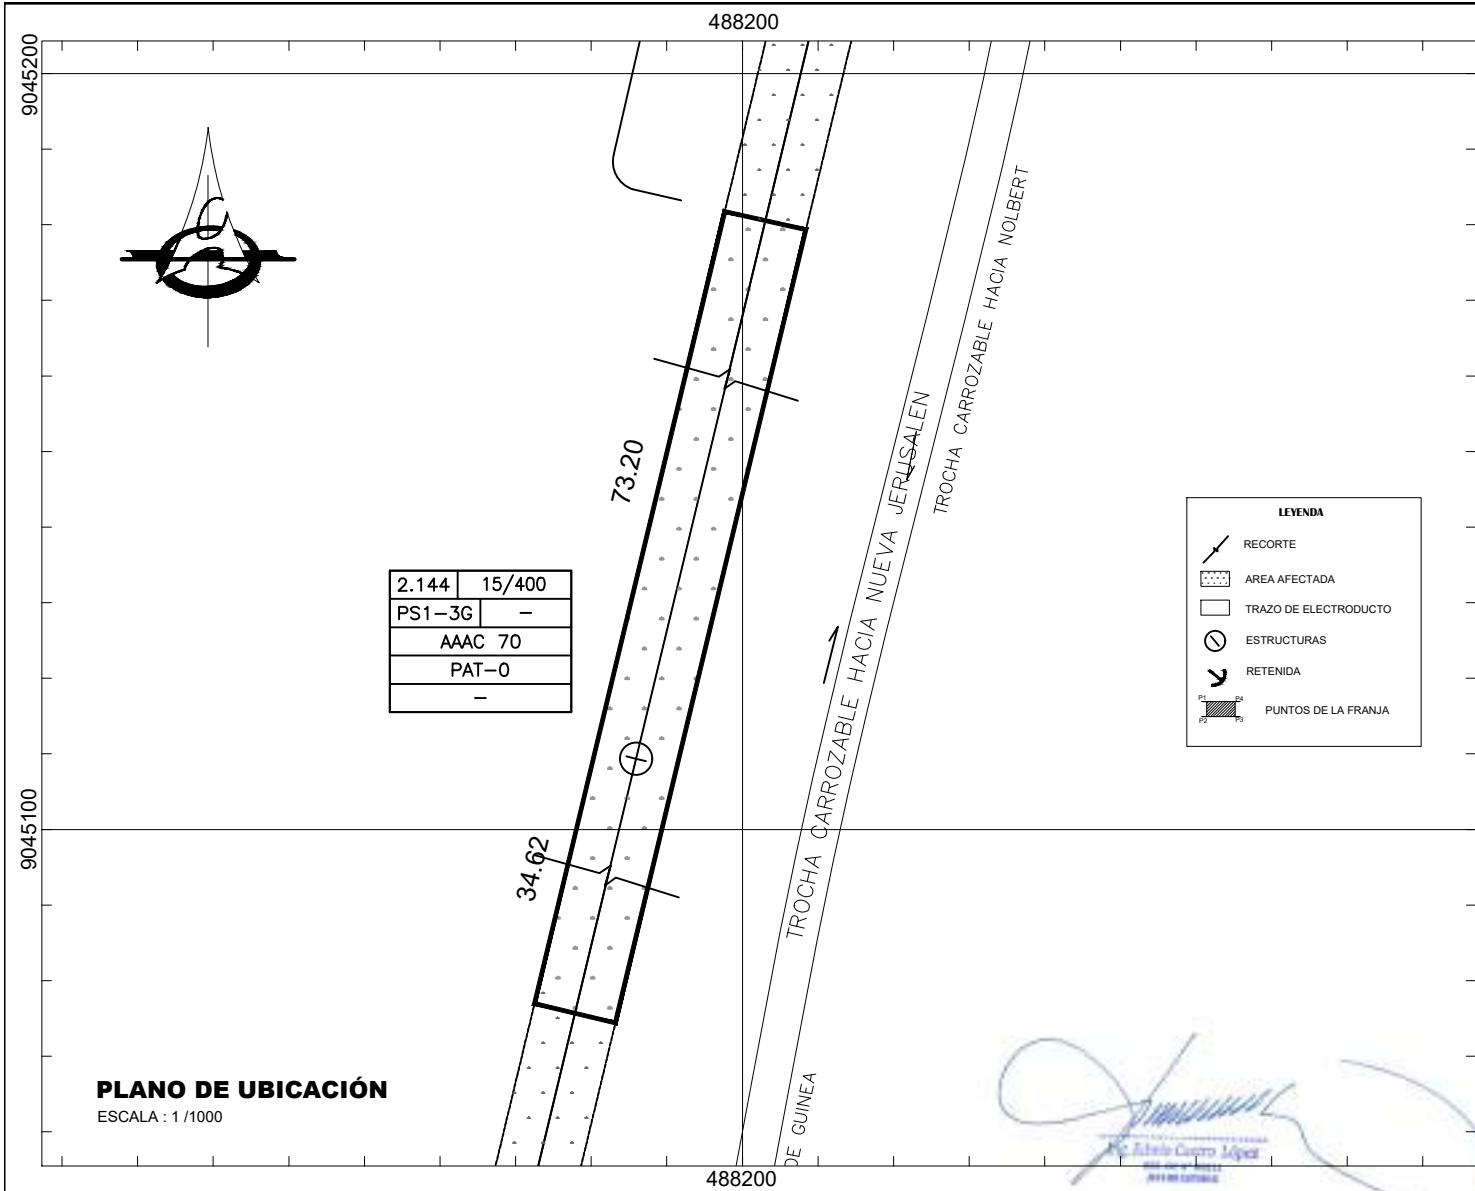 488200
9045200
TROCHA CARROZABLE HACIA NOLBERT
TROCHA CARROZABLE HACIA NUEVA JERUSALEN
73.20
LEYENDA
RECORTE
AREA AFECTADA
TRAZO DE ELECTRODUCTO
ESTRUCTURAS
RETENIDA
P1 P4
PUNTOS DE LA FRANJA
P2 P3
2.144 15/400
PS1-3G -
AAAC 70
PAT-0
-
9045100
34.62
PLANO DE UBICACIÓN
ESCALA : 1 /1000
DE GUINEA
Castro López
488200